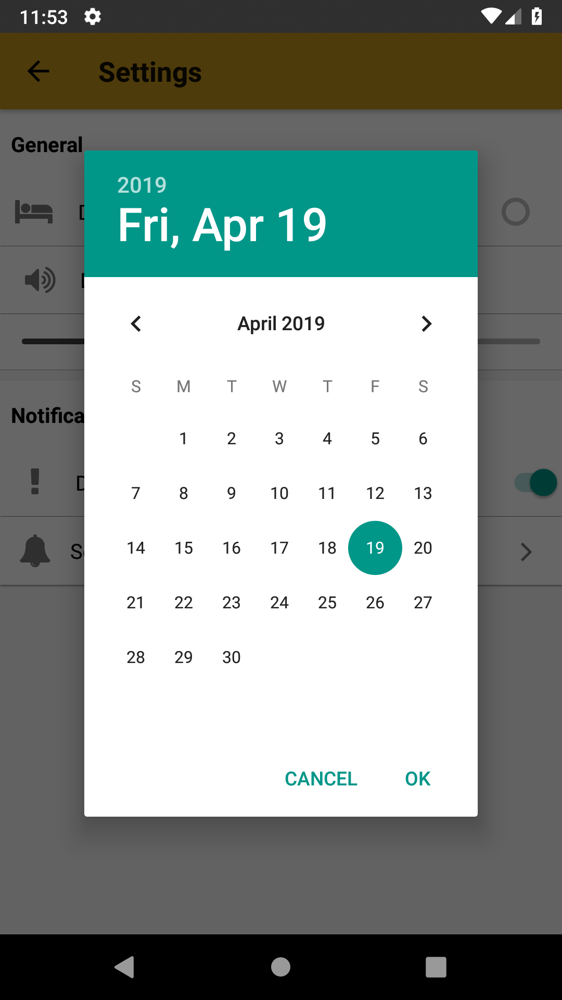 11:53
Settings
General
2019
Fri, Apr 19
April 2019
S M T W T F S
1 2 3 4 5 6
7 8 9 10 11 12 13
14 15 16 17 18 19 20
21 22 23 24 25 26 27
28 29 30
CANCEL OK